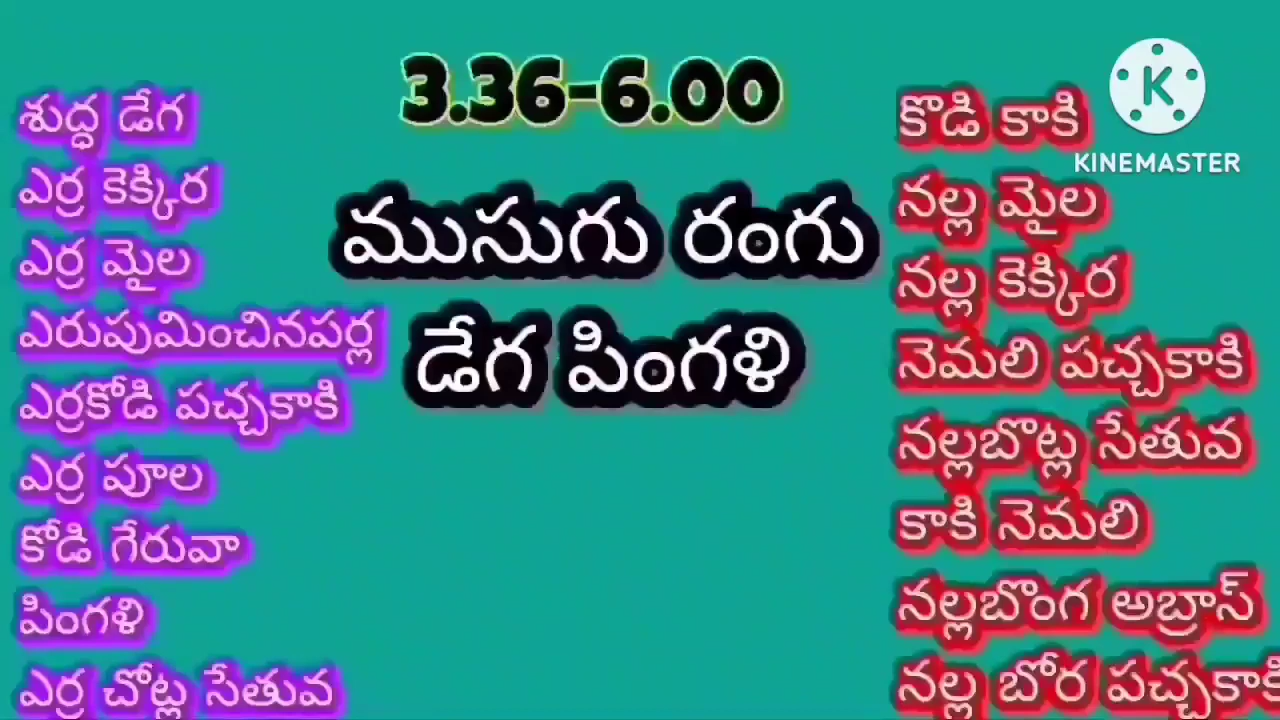 3.36-6.00
ముసుగు రంగు
డేగ పింగళి
శుద్ధ డేగ
ఎర్ర కెక్కిర
ఎర్ర మైల
ఎరుపుమించినపర్ల
ఎర్రకోడి పచ్చకాకి
ఎర్ర పూల
కోడి గేరువా
పింగళి
ఎర్ర చోట్ల సేతువ
కొడి కాకి
నల్ల మైల
నల్ల కెక్కిర
నెమలి పచ్చకాకి
నల్లబొట్ల సేతువ
కాకి నెమలి
నల్లబొంగ అబ్రాస్
నల్ల బోర పచ్చకాకి
K
KINEMASTER